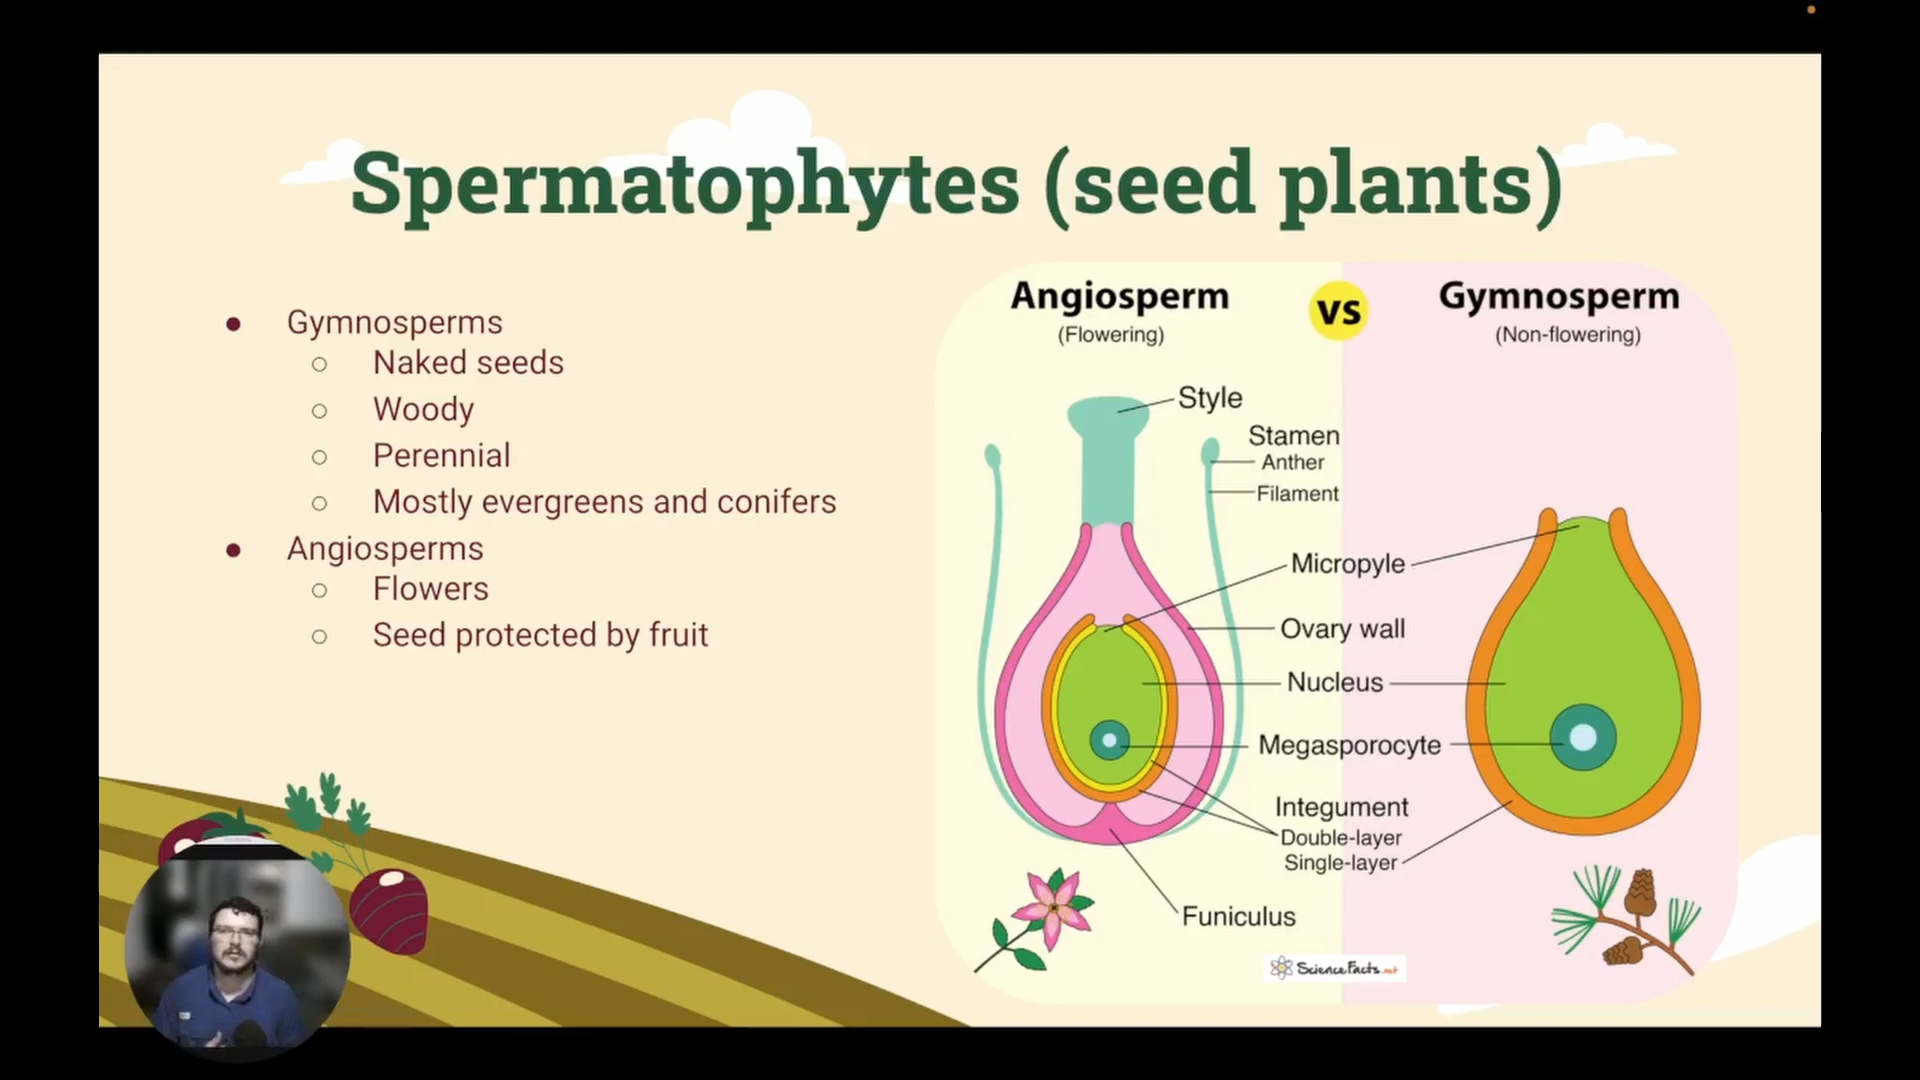 Spermatophytes (seed plants)
Gymnosperms
Naked seeds
Woody
Perennial
Mostly evergreens and conifers
Angiosperms
Flowers
Seed protected by fruit
Angiosperm
(Flowering)
VS
Gymnosperm
(Non-flowering)
Style
Stamen
Anther
Filament
Micropyle
Ovary wall
Nucleus
Megasporocyte
Integument
Double-layer
Single-layer
Funiculus
ScienceFacts.net